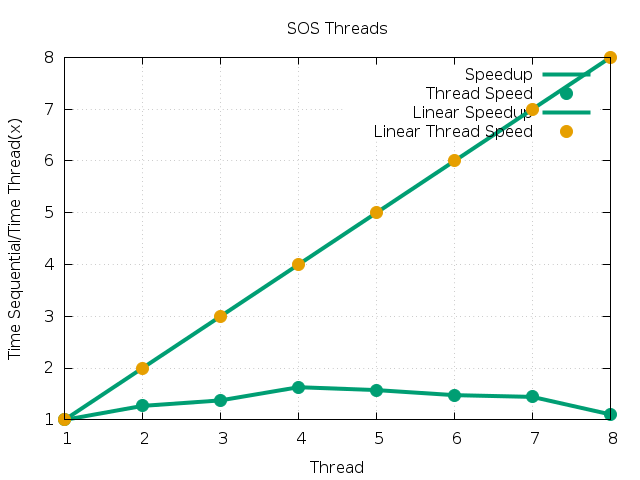 SOS Threads
Time Sequential/Time Thread(x)
8
7
6
5
4
3
2
1
Speedup
Thread Speed
Linear Speedup
Linear Thread Speed
1 2 3 4 5 6 7 8
Thread